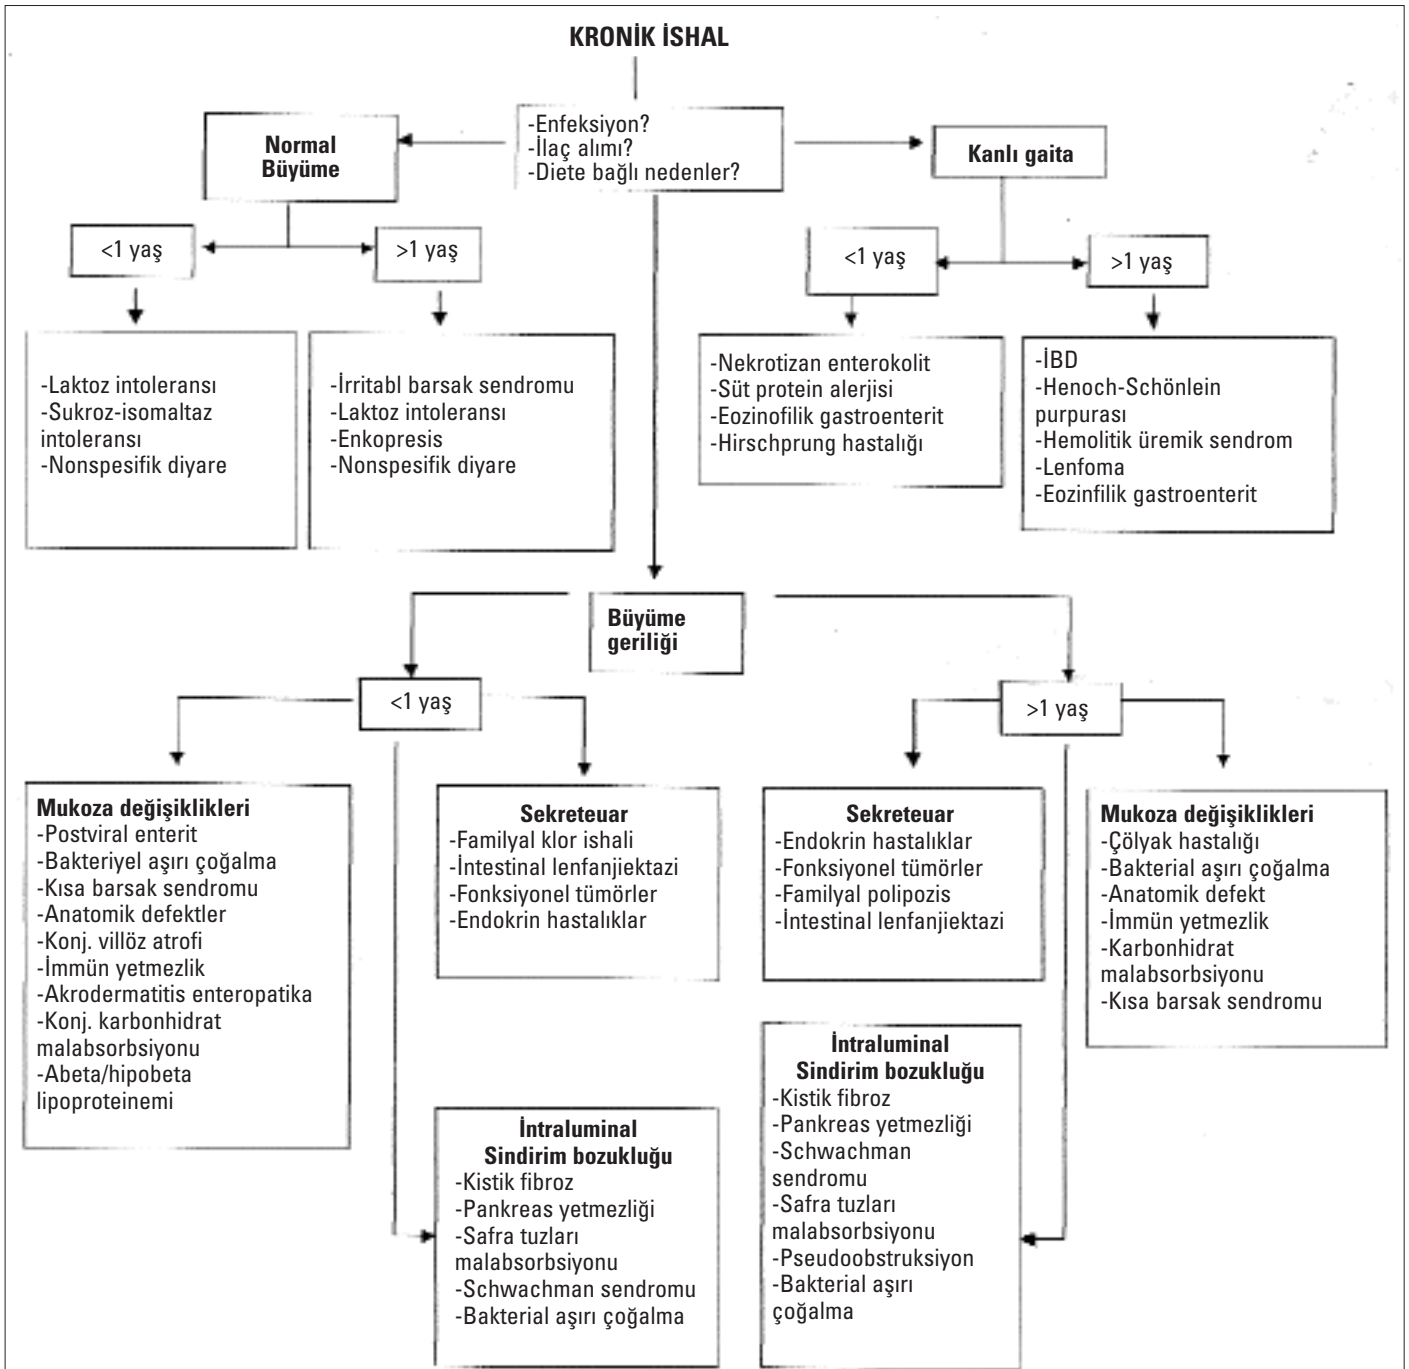 KRONİK İSHAL
-Enfeksiyon?
-İlaç alımı?
-Diete bağlı nedenler?
Normal
Büyüme
Kanlı gaita
<1 yaş
>1 yaş
<1 yaş
>1 yaş
-Laktoz intoleransı
-Sukroz-isomaltaz
intoleransı
-Nonspesifik diyare
-İrritabl barsak sendromu
-Laktoz intoleransı
-Enkopresis
-Nonspesifik diyare
-Nekrotizan enterokolit
-Süt protein alerjisi
-Eozinofilik gastroenterit
-Hirschprung hastalığı
-İBD
-Henoch-Schönlein
purpurası
-Hemolitik üremik sendrom
-Lenfoma
-Eozinfilik gastroenterit
Büyüme
geriliği
<1 yaş
>1 yaş
Mukoza değişiklikleri
-Postviral enterit
-Bakteriyel aşırı çoğalma
-Kısa barsak sendromu
-Anatomik defektler
-Konj. villöz atrofi
-İmmün yetmezlik
-Akrodermatitis enteropatika
-Konj. karbonhidrat
malabsorbsiyonu
-Abeta/hipobeta
lipoproteinemi
Sekreteuar
-Familyal klor ishali
-İntestinal lenfanjiektazi
-Fonksiyonel tümörler
-Endokrin hastalıklar
Sekreteuar
-Endokrin hastalıklar
-Fonksiyonel tümörler
-Familyal polipozis
-İntestinal lenfanjiektazi
Mukoza değişiklikleri
-Çölyak hastalığı
-Bakterial aşırı çoğalma
-Anatomik defekt
-İmmün yetmezlik
-Karbonhidrat
malabsorbsiyonu
-Kısa barsak sendromu
İntraluminal
Sindirim bozukluğu
-Kistik fibroz
-Pankreas yetmezliği
-Safra tuzları
malabsorbsiyonu
-Schwachman sendromu
-Bakterial aşırı çoğalma
İntraluminal
Sindirim bozukluğu
-Kistik fibroz
-Pankreas yetmezliği
-Schwachman
sendromu
-Safra tuzları
malabsorbsiyonu
-Pseudoobstruksiyon
-Bakterial aşırı
çoğalma